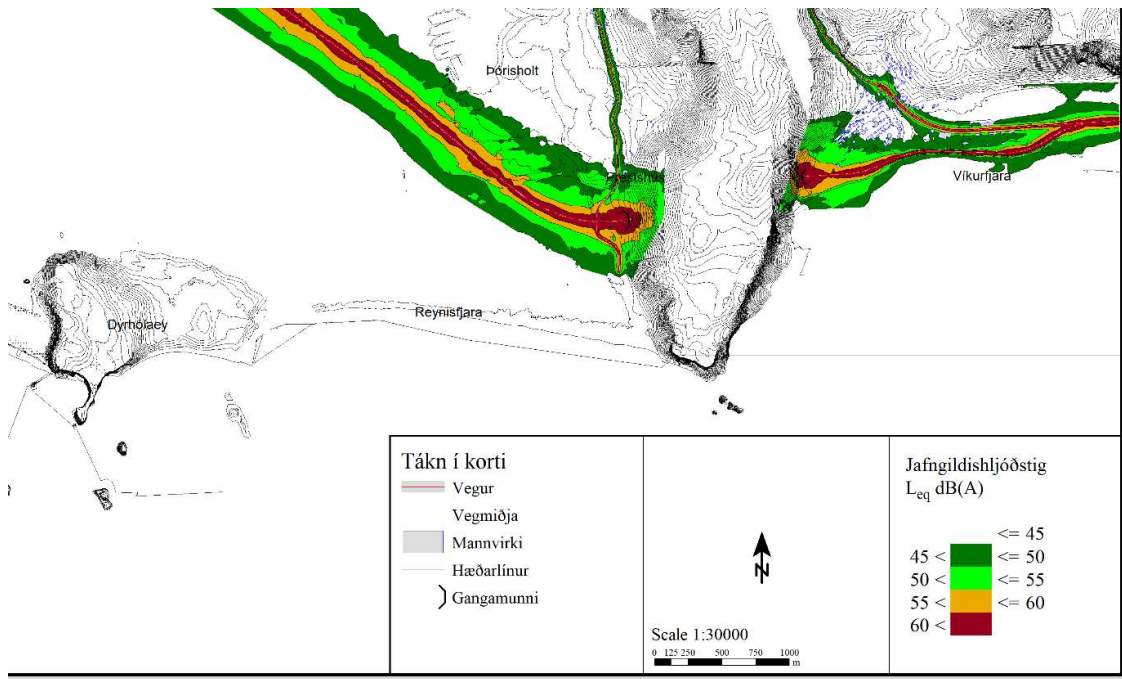 Þórisholt
Víkurfjara
Reynisfjara
Dyrhólaey
Tákn í korti
Vegur
Vegmiðja
Mannvirki
Hæðarlínur
Gangamunni
N
Scale 1:30000
0 125 250 500 750 1000
m
Jafngildishljóðstig
Leq dB(A)
<= 45
45 < <= 50
50 < <= 55
55 < <= 60
60 <